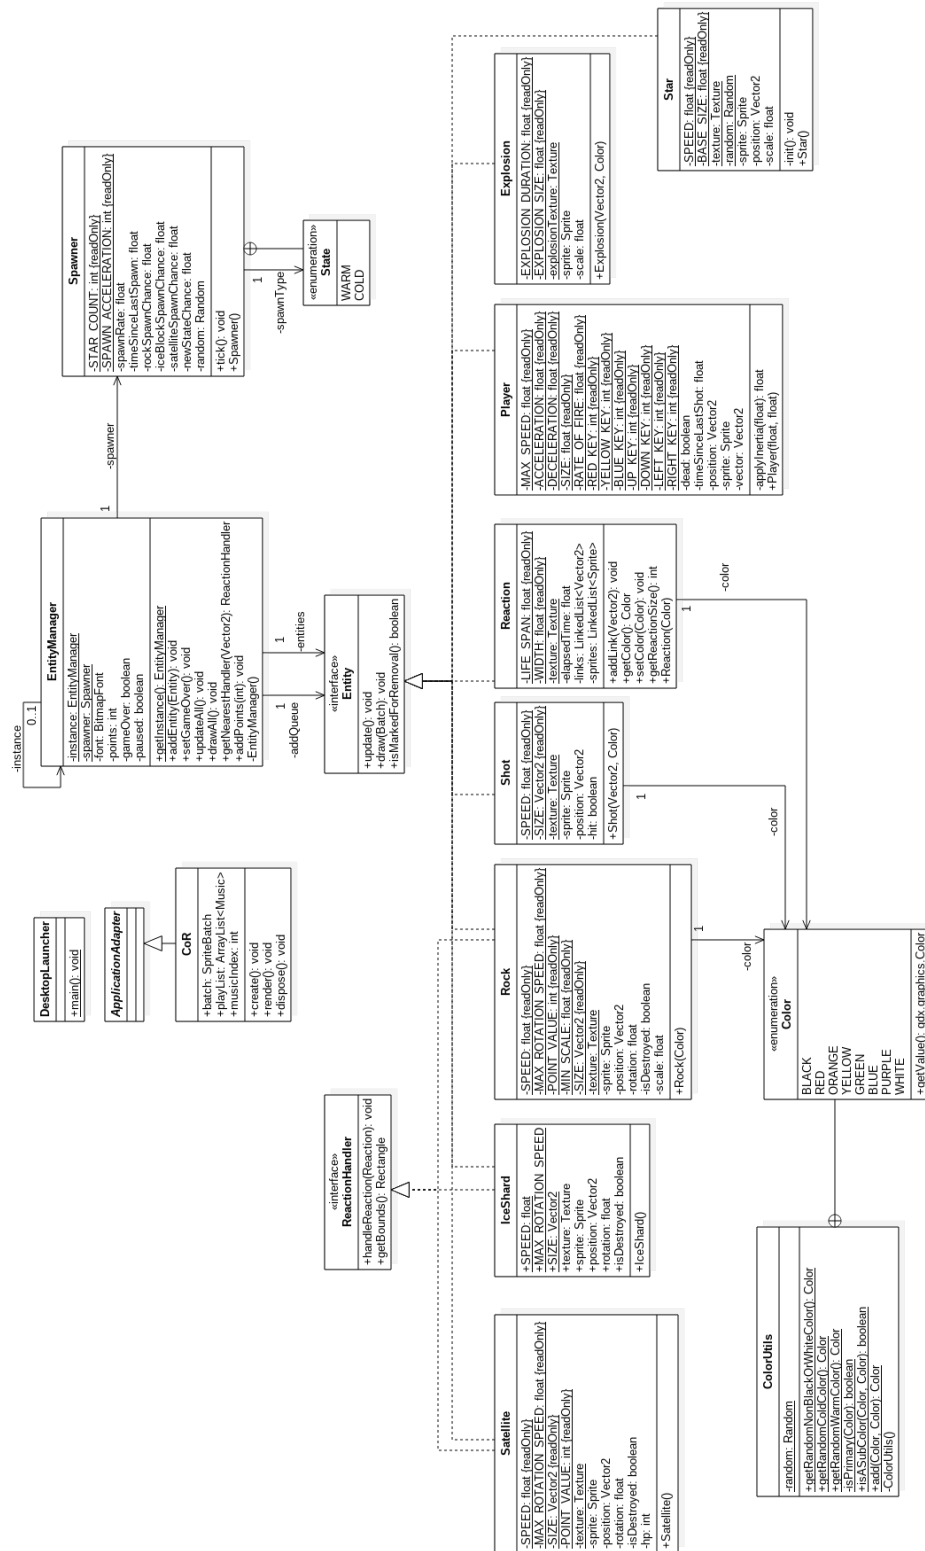 DesktopLauncher
+main(): void
ApplicationAdapter
CoR
+batch: SpriteBatch
+playList: ArrayList<Music>
+musicIndex: int
+create(): void
+render(): void
+dispose(): void
-instance
0..1
EntityManager
-instance: EntityManager
-spawner: Spawner
-font: BitmapFont
-points: int
-gameOver: boolean
-paused: boolean
+getInstance(): EntityManager
+addEntity(Entity): void
+setGameOver(): void
+updateAll(): void
+drawAll(): void
+getNearestHandler(Vector2): ReactionHandler
+addPoints(int): void
-EntityManager()
1
-spawner
Spawner
-STAR_COUNT: int {readOnly}
-SPAWN_ACCELERATION: int {readOnly}
-spawnRate: float
-timeSinceLastSpawn: float
-rockSpawnChance: float
-iceBlockSpawnChance: float
-satelliteSpawnChance: float
-newStateChance: float
-random: Random
+tick(): void
+Spawner()
1
-spawnType
«enumeration»
State
WARM
COLD
1
-addQueue
1
-entities
«interface»
ReactionHandler
+handleReaction(Reaction): void
+getBounds(): Rectangle
«interface»
Entity
+update(): void
+draw(Batch): void
+isMarkedForRemoval(): boolean
Satellite
-SPEED: float {readOnly}
-MAX_ROTATION_SPEED: float {readOnly}
-SIZE: Vector2 {readOnly}
-POINT_VALUE: int {readOnly}
-texture: Texture
-sprite: Sprite
-position: Vector2
-rotation: float
-isDestroyed: boolean
-hp: int
+Satellite()
IceShard
+SPEED: float
+MAX_ROTATION_SPEED
+SIZE: Vector2
+texture: Texture
+sprite: Sprite
+position: Vector2
+rotation: float
+isDestroyed: boolean
+IceShard()
Rock
-SPEED: float {readOnly}
-MAX_ROTATION_SPEED: float {readOnly}
-POINT_VALUE: int {readOnly}
-MIN_SCALE: float {readOnly}
-SIZE: Vector2 {readOnly}
-texture: Texture
-sprite: Sprite
-position: Vector2
-rotation: float
-isDestroyed: boolean
-scale: float
+Rock(Color)
Shot
-SPEED: float {readOnly}
-SIZE: Vector2 {readOnly}
-texture: Texture
-sprite: Sprite
-position: Vector2
-hit: boolean
+Shot(Vector2, Color)
Reaction
-LIFE_SPAN: float {readOnly}
-WIDTH: float {readOnly}
-texture: Texture
-elapsedTime: float
-links: LinkedList<Vector2>
-sprites: LinkedList<Sprite>
+addLink(Vector2): void
+getColor(): Color
+setColor(Color): void
+getReactionSize(): int
+Reaction(Color)
Player
-MAX_SPEED: float {readOnly}
-ACCELERATION: float {readOnly}
-DECELERATION: float {readOnly}
-SIZE: float {readOnly}
-RATE_OF_FIRE: float {readOnly}
-RED_KEY: int {readOnly}
-YELLOW_KEY: int {readOnly}
-BLUE_KEY: int {readOnly}
-UP_KEY: int {readOnly}
-DOWN_KEY: int {readOnly}
-LEFT_KEY: int {readOnly}
-RIGHT_KEY: int {readOnly}
-dead: boolean
-timeSinceLastShot: float
-position: Vector2
-sprite: Sprite
-vector: Vector2
-applyInertia(float): float
+Player(float, float)
Explosion
-EXPLOSION_DURATION: float {readOnly}
-EXPLOSION_SIZE: float {readOnly}
-explosionTexture: Texture
-sprite: Sprite
-scale: float
+Explosion(Vector2, Color)
Star
-SPEED: float {readOnly}
-BASE_SIZE: float {readOnly}
-texture: Texture
-random: Random
-sprite: Sprite
-position: Vector2
-scale: float
-init(): void
+Star()
1
-color
1
-color
1
-color
ColorUtils
-random: Random
+getRandomNonBlackOrWhiteColor(): Color
+getRandomColdColor(): Color
+getRandomWarmColor(): Color
-isPrimary(Color): boolean
+isASubColor(Color, Color): boolean
+add(Color, Color): Color
-ColorUtils()
«enumeration»
Color
BLACK
RED
ORANGE
YELLOW
GREEN
BLUE
PURPLE
WHITE
+getValue(): gdx.graphics.Color